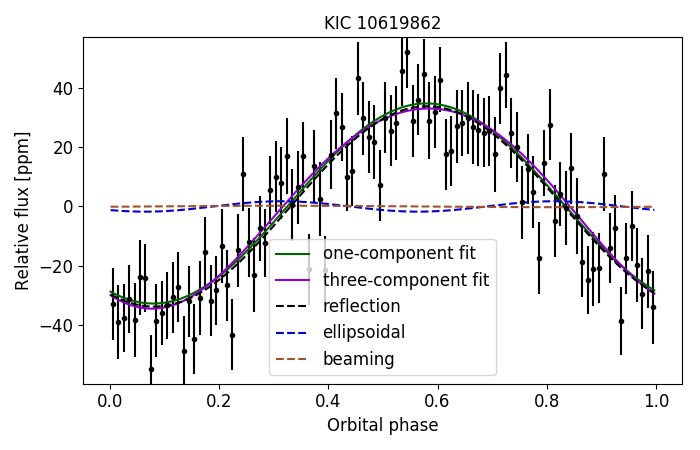 KIC 10619862
Relative flux [ppm]
40
20
0
−20
−40
one-component fit
three-component fit
reflection
ellipsoidal
beaming
0.0 0.2 0.4 0.6 0.8 1.0
Orbital phase